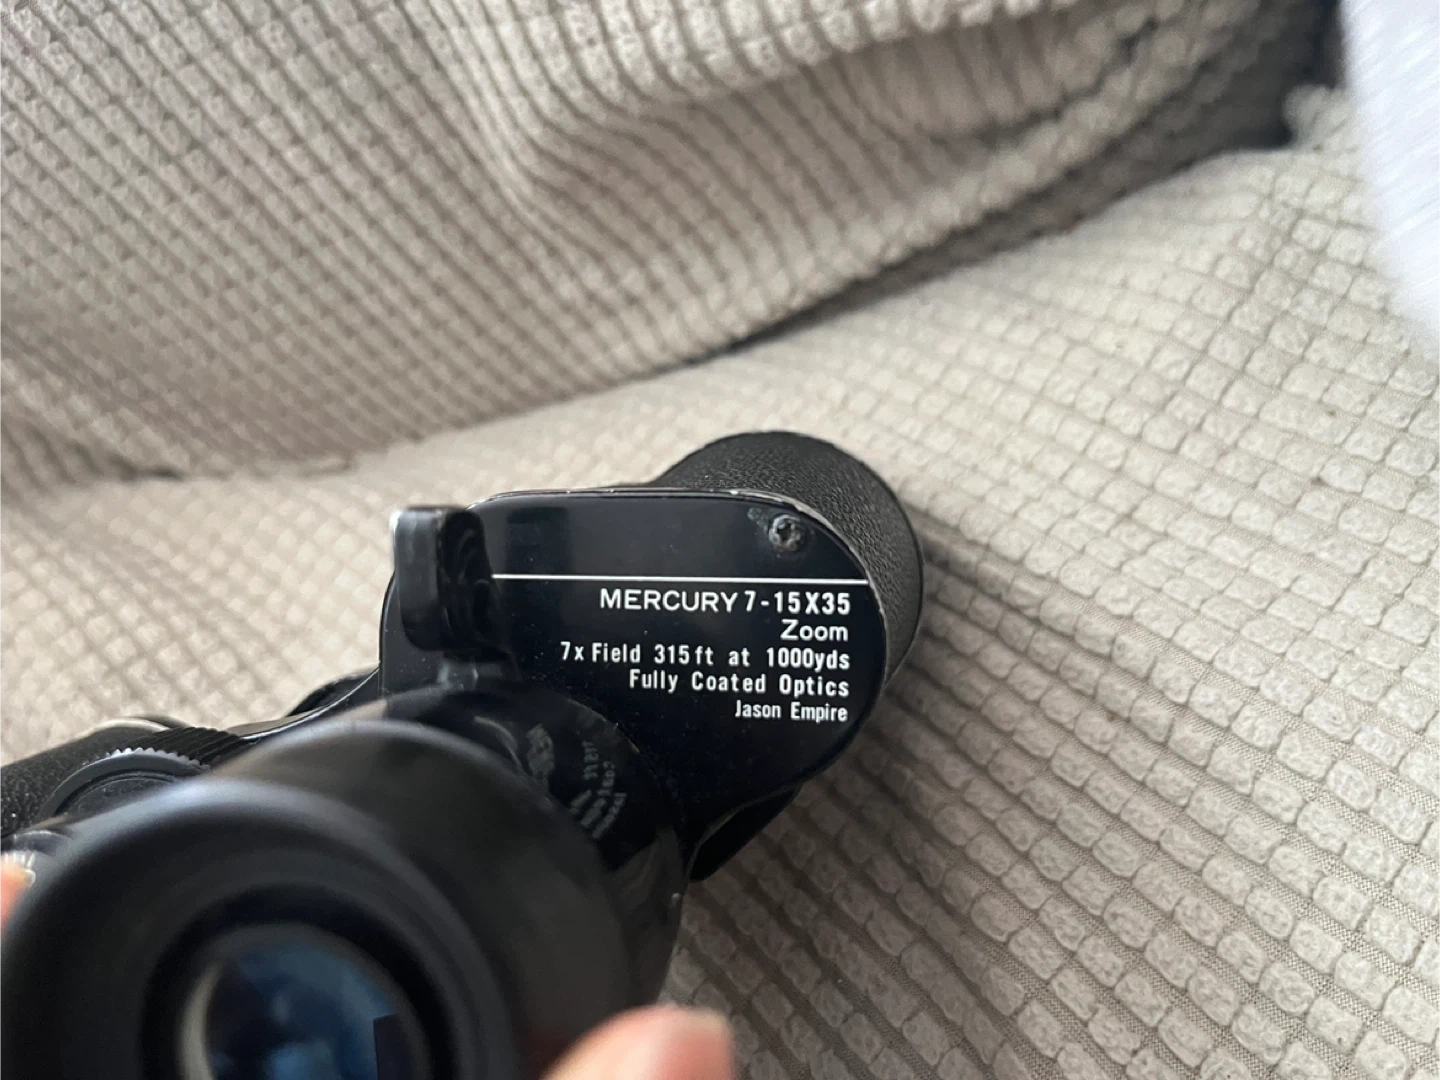 MERCURY 7-15X35
Zoom
7x Field 315ft at 1000yds
Fully Coated Optics
Jason Empire